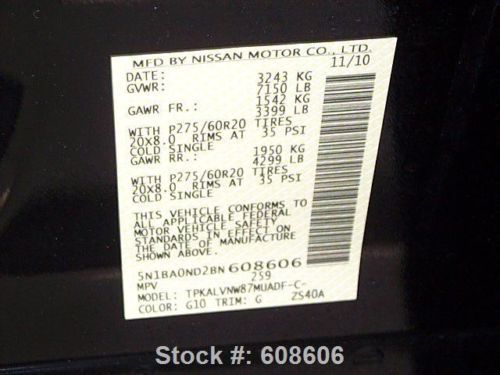 MFD BY NISSAN MOTOR CO., LTD.
DATE: 11/10
GVWR: 3243 KG
7150 LB
GAWR FR.: 1542 KG
3399 LB
WITH P275/60R20 TIRES
20X8.0 RIMS AT 35 PSI
COLD SINGLE
GAWR RR.: 1950 KG
4299 LB
WITH P275/60R20 TIRES
20X8.0 RIMS AT 35 PSI
COLD SINGLE
THIS VEHICLE CONFORMS TO
ALL APPLICABLE FEDERAL
MOTOR VEHICLE SAFETY
STANDARDS IN EFFECT ON
THE DATE OF MANUFACTURE
SHOWN ABOVE.
5N1BA0ND2BN608606
MPV 259
MODEL: TPKALVNW87MUADF-C-
COLOR: G10 TRIM: G ZS40A
Stock #: 608606